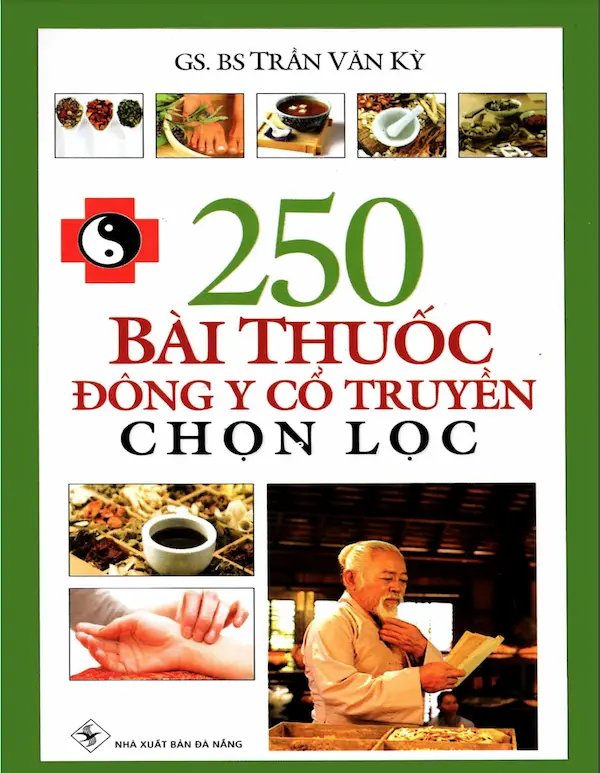 GS. BS TRẦN VĂN KỲ
250
BÀI THUỐC
ĐÔNG Y CỔ TRUYỀN
CHỌN LỌC
NHÀ XUẤT BẢN ĐÀ NẴNG